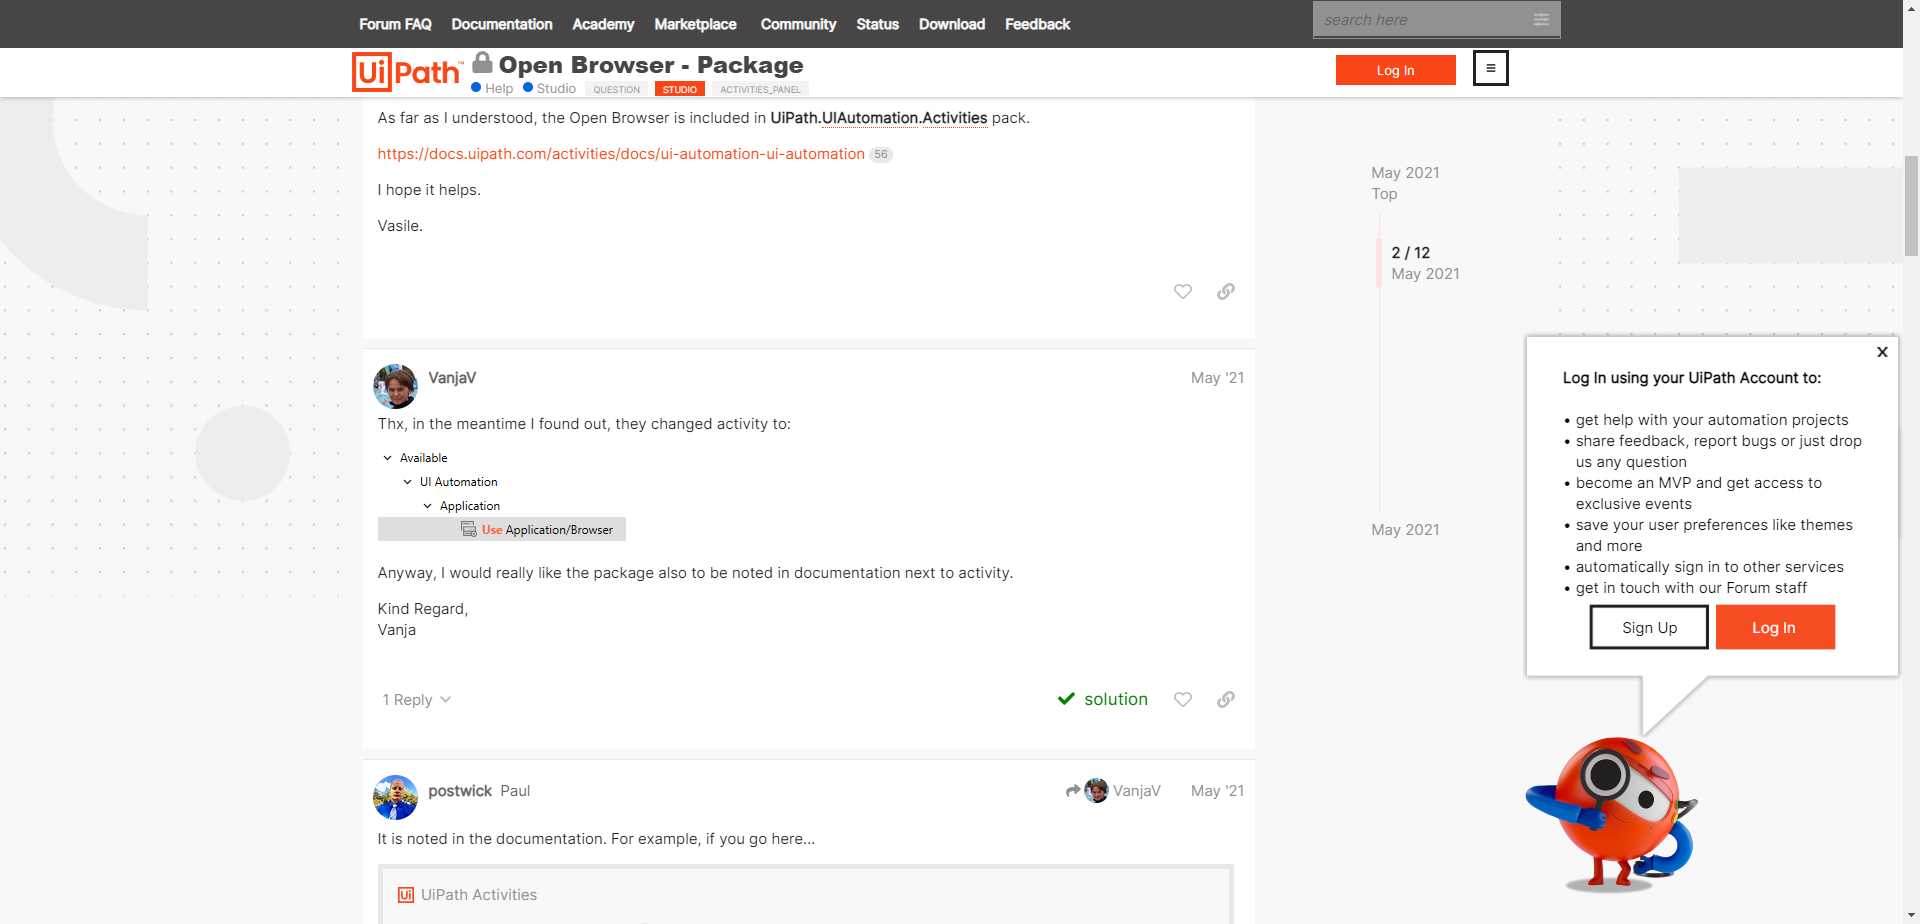 Forum FAQ Documentation Academy Marketplace Community Status Download Feedback
search here
UiPath™ Open Browser - Package
Help Studio QUESTION STUDIO ACTIVITIES_PANEL
Log In
As far as I understood, the Open Browser is included in UiPath.UIAutomation.Activities pack.
https://docs.uipath.com/activities/docs/ui-automation-ui-automation 56
I hope it helps.
Vasile.
May 2021
Top
2 / 12
May 2021
May 2021
VanjaV May '21
Thx, in the meantime I found out, they changed activity to:
Available
UI Automation
Application
Use Application/Browser
Anyway, I would really like the package also to be noted in documentation next to activity.
Kind Regard,
Vanja
1 Reply solution
postwick Paul VanjaV May '21
It is noted in the documentation. For example, if you go here...
Ui UiPath Activities
X
Log In using your UiPath Account to:
• get help with your automation projects
• share feedback, report bugs or just drop
us any question
• become an MVP and get access to
exclusive events
• save your user preferences like themes
and more
• automatically sign in to other services
• get in touch with our Forum staff
Sign Up Log In